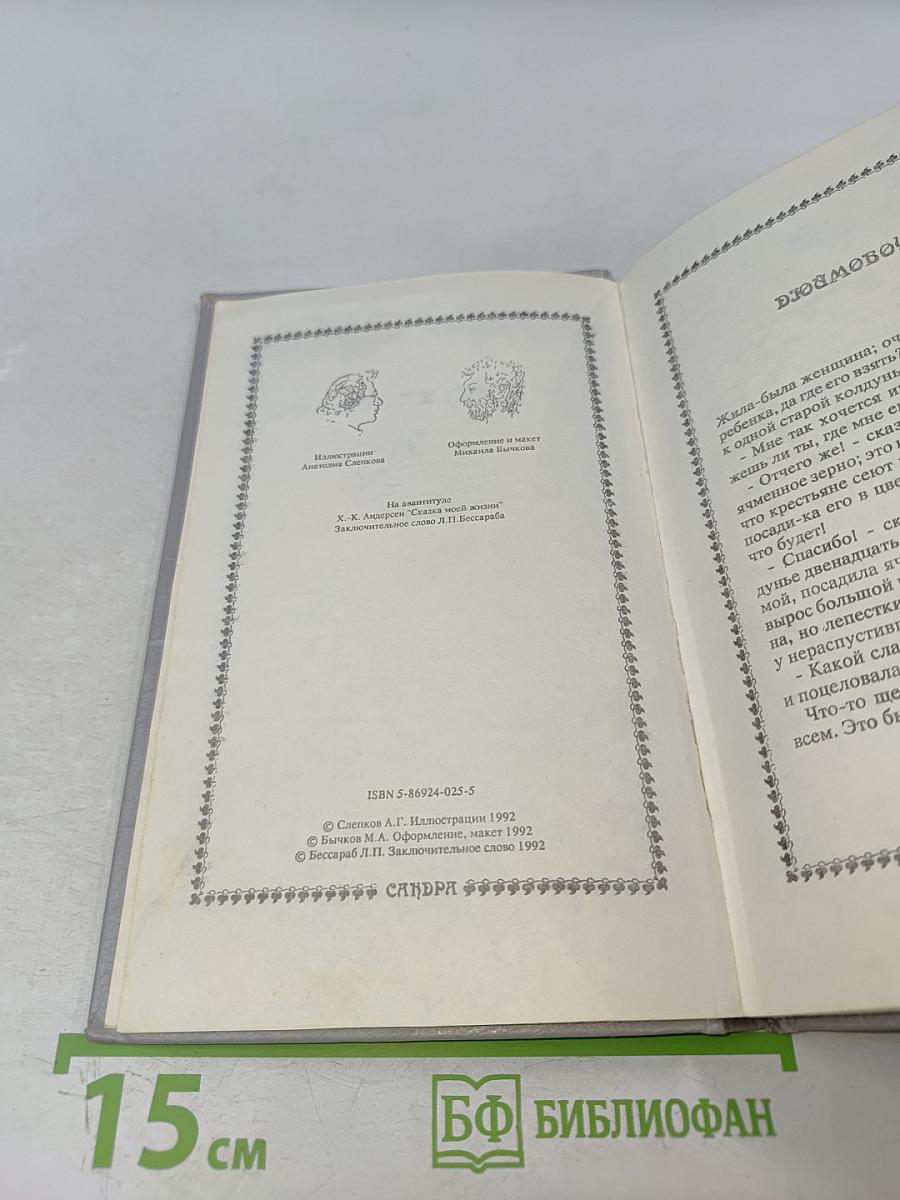 Иллюстрации
Анатолия Слепкова
Оформление и макет
Михаила Бычкова
На авантитуле
Х.-К. Андерсен "Сказка моей жизни"
Заключительное слово Л.П.Бессараба
ISBN 5-86924-025-5
© Слепков А.Г. Иллюстрации 1992
© Бычков М.А. Оформление, макет 1992
© Бессараб Л.П. Заключительное слово 1992
САНДРА
Жила-была женщина; оч
ребенка, да где его взять?
к одной старой колдунь
- Мне так хочется и
жешь ли ты, где мне е
- Отчего же! - сказ
ячменное зерно; это
что крестьяне сеют
посади-ка его в цве
что будет!
- Спасибо! - ск
дунье двенадцать
мой, посадила яч
вырос большой
на, но лепестки
у нераспустив
- Какой сла
и поцеловала
Что-то ще
всем. Это бы
15 см
БФ БИБЛИОФАН